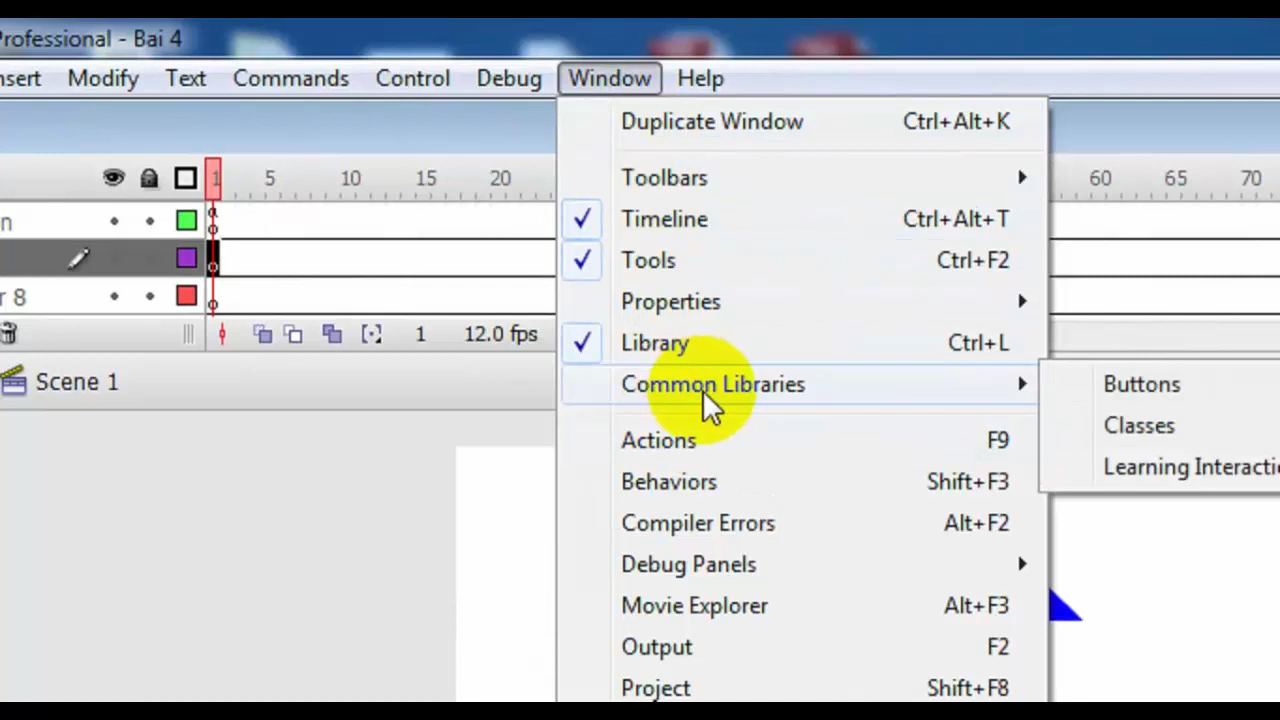 Professional - Bai 4
nsert Modify Text Commands Control Debug Window Help
Duplicate Window Ctrl+Alt+K
Toolbars
Timeline Ctrl+Alt+T
Tools Ctrl+F2
Properties
Library Ctrl+L
Common Libraries
Actions F9
Behaviors Shift+F3
Compiler Errors Alt+F2
Debug Panels
Movie Explorer Alt+F3
Output F2
Project Shift+F8
Buttons
Classes
Learning Interacti
1 5 10 15 20 60 65 70
n
r 8
1 12.0 fps
Scene 1